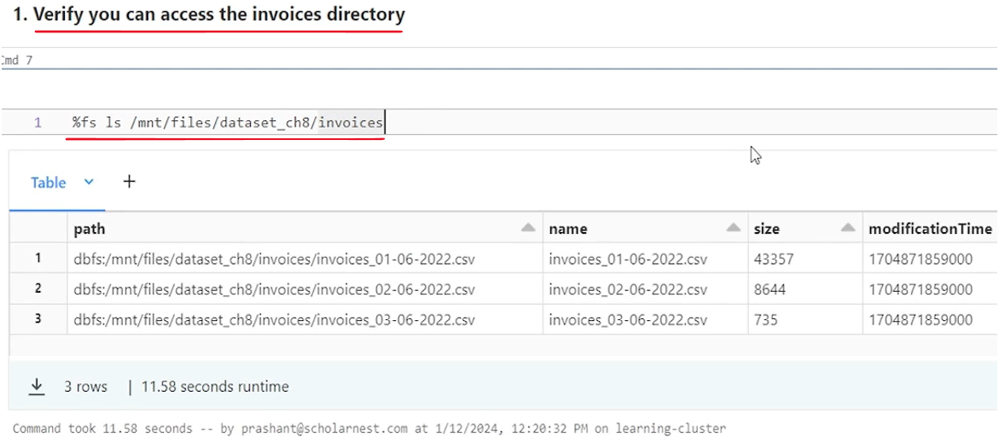 1. Verify you can access the invoices directory
Cmd 7
1 %fs ls /mnt/files/dataset_ch8/invoices
Table +
path name size modificationTime
1 dbfs:/mnt/files/dataset_ch8/invoices/invoices_01-06-2022.csv invoices_01-06-2022.csv 43357 1704871859000
2 dbfs:/mnt/files/dataset_ch8/invoices/invoices_02-06-2022.csv invoices_02-06-2022.csv 8644 1704871859000
3 dbfs:/mnt/files/dataset_ch8/invoices/invoices_03-06-2022.csv invoices_03-06-2022.csv 735 1704871859000
3 rows | 11.58 seconds runtime
Command took 11.58 seconds -- by prashant@scholarnest.com at 1/12/2024, 12:20:32 PM on learning-cluster